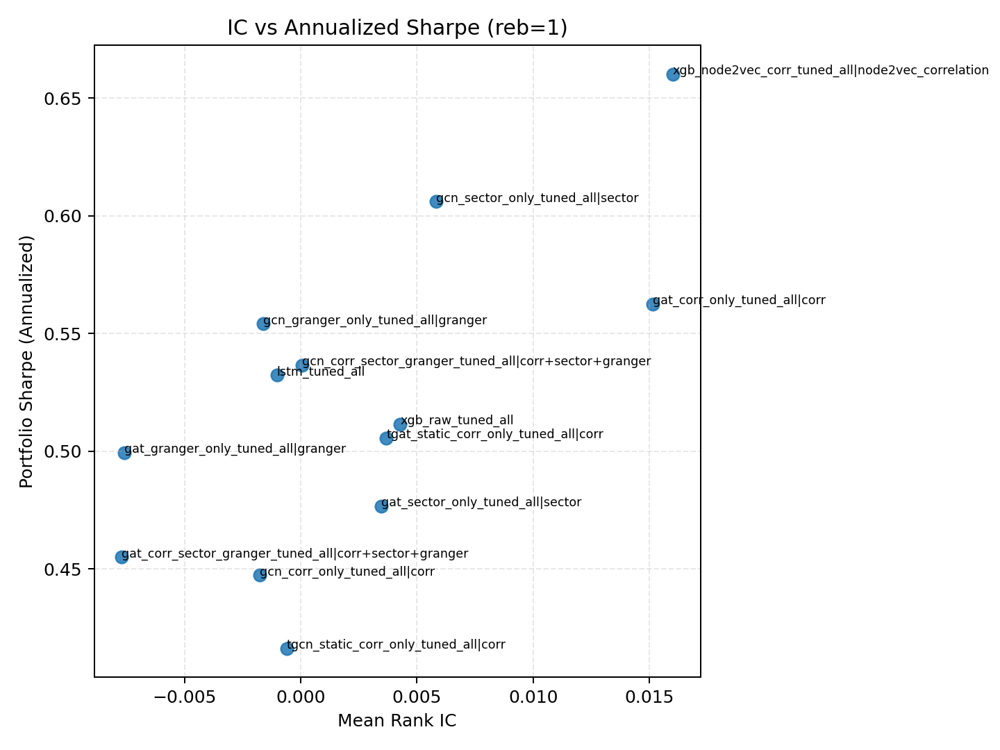 IC vs Annualized Sharpe (reb=1)
Portfolio Sharpe (Annualized)
0.65
0.60
0.55
0.50
0.45
xgb_node2vec_corr_tuned_all|node2vec_correlation
gcn_sector_only_tuned_all|sector
gat_corr_only_tuned_all|corr
gcn_granger_only_tuned_all|granger
gcn_corr_sector_granger_tuned_all|corr+sector+granger
lstm_tuned_all
xgb_raw_tuned_all
tgat_static_corr_only_tuned_all|corr
gat_granger_only_tuned_all|granger
gat_sector_only_tuned_all|sector
gat_corr_sector_granger_tuned_all|corr+sector+granger
gcn_corr_only_tuned_all|corr
tgcn_static_corr_only_tuned_all|corr
−0.005 0.000 0.005 0.010 0.015
Mean Rank IC